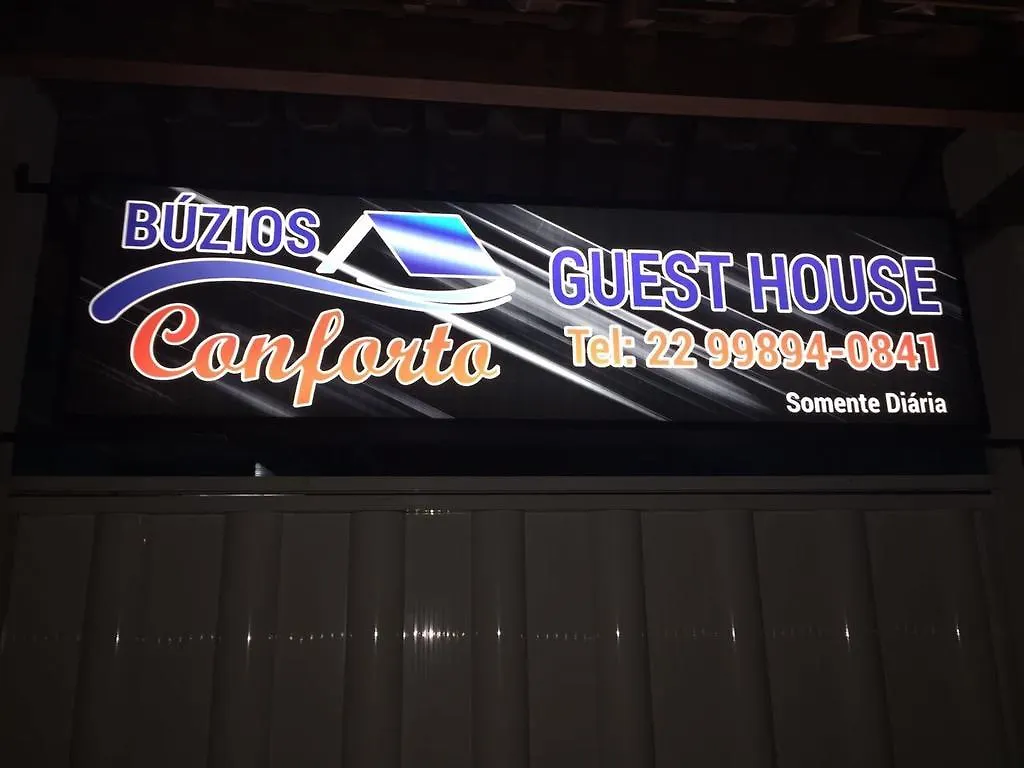 BÚZIOS
Conforto
GUEST HOUSE
Tel: 22 99894-0841
Somente Diária